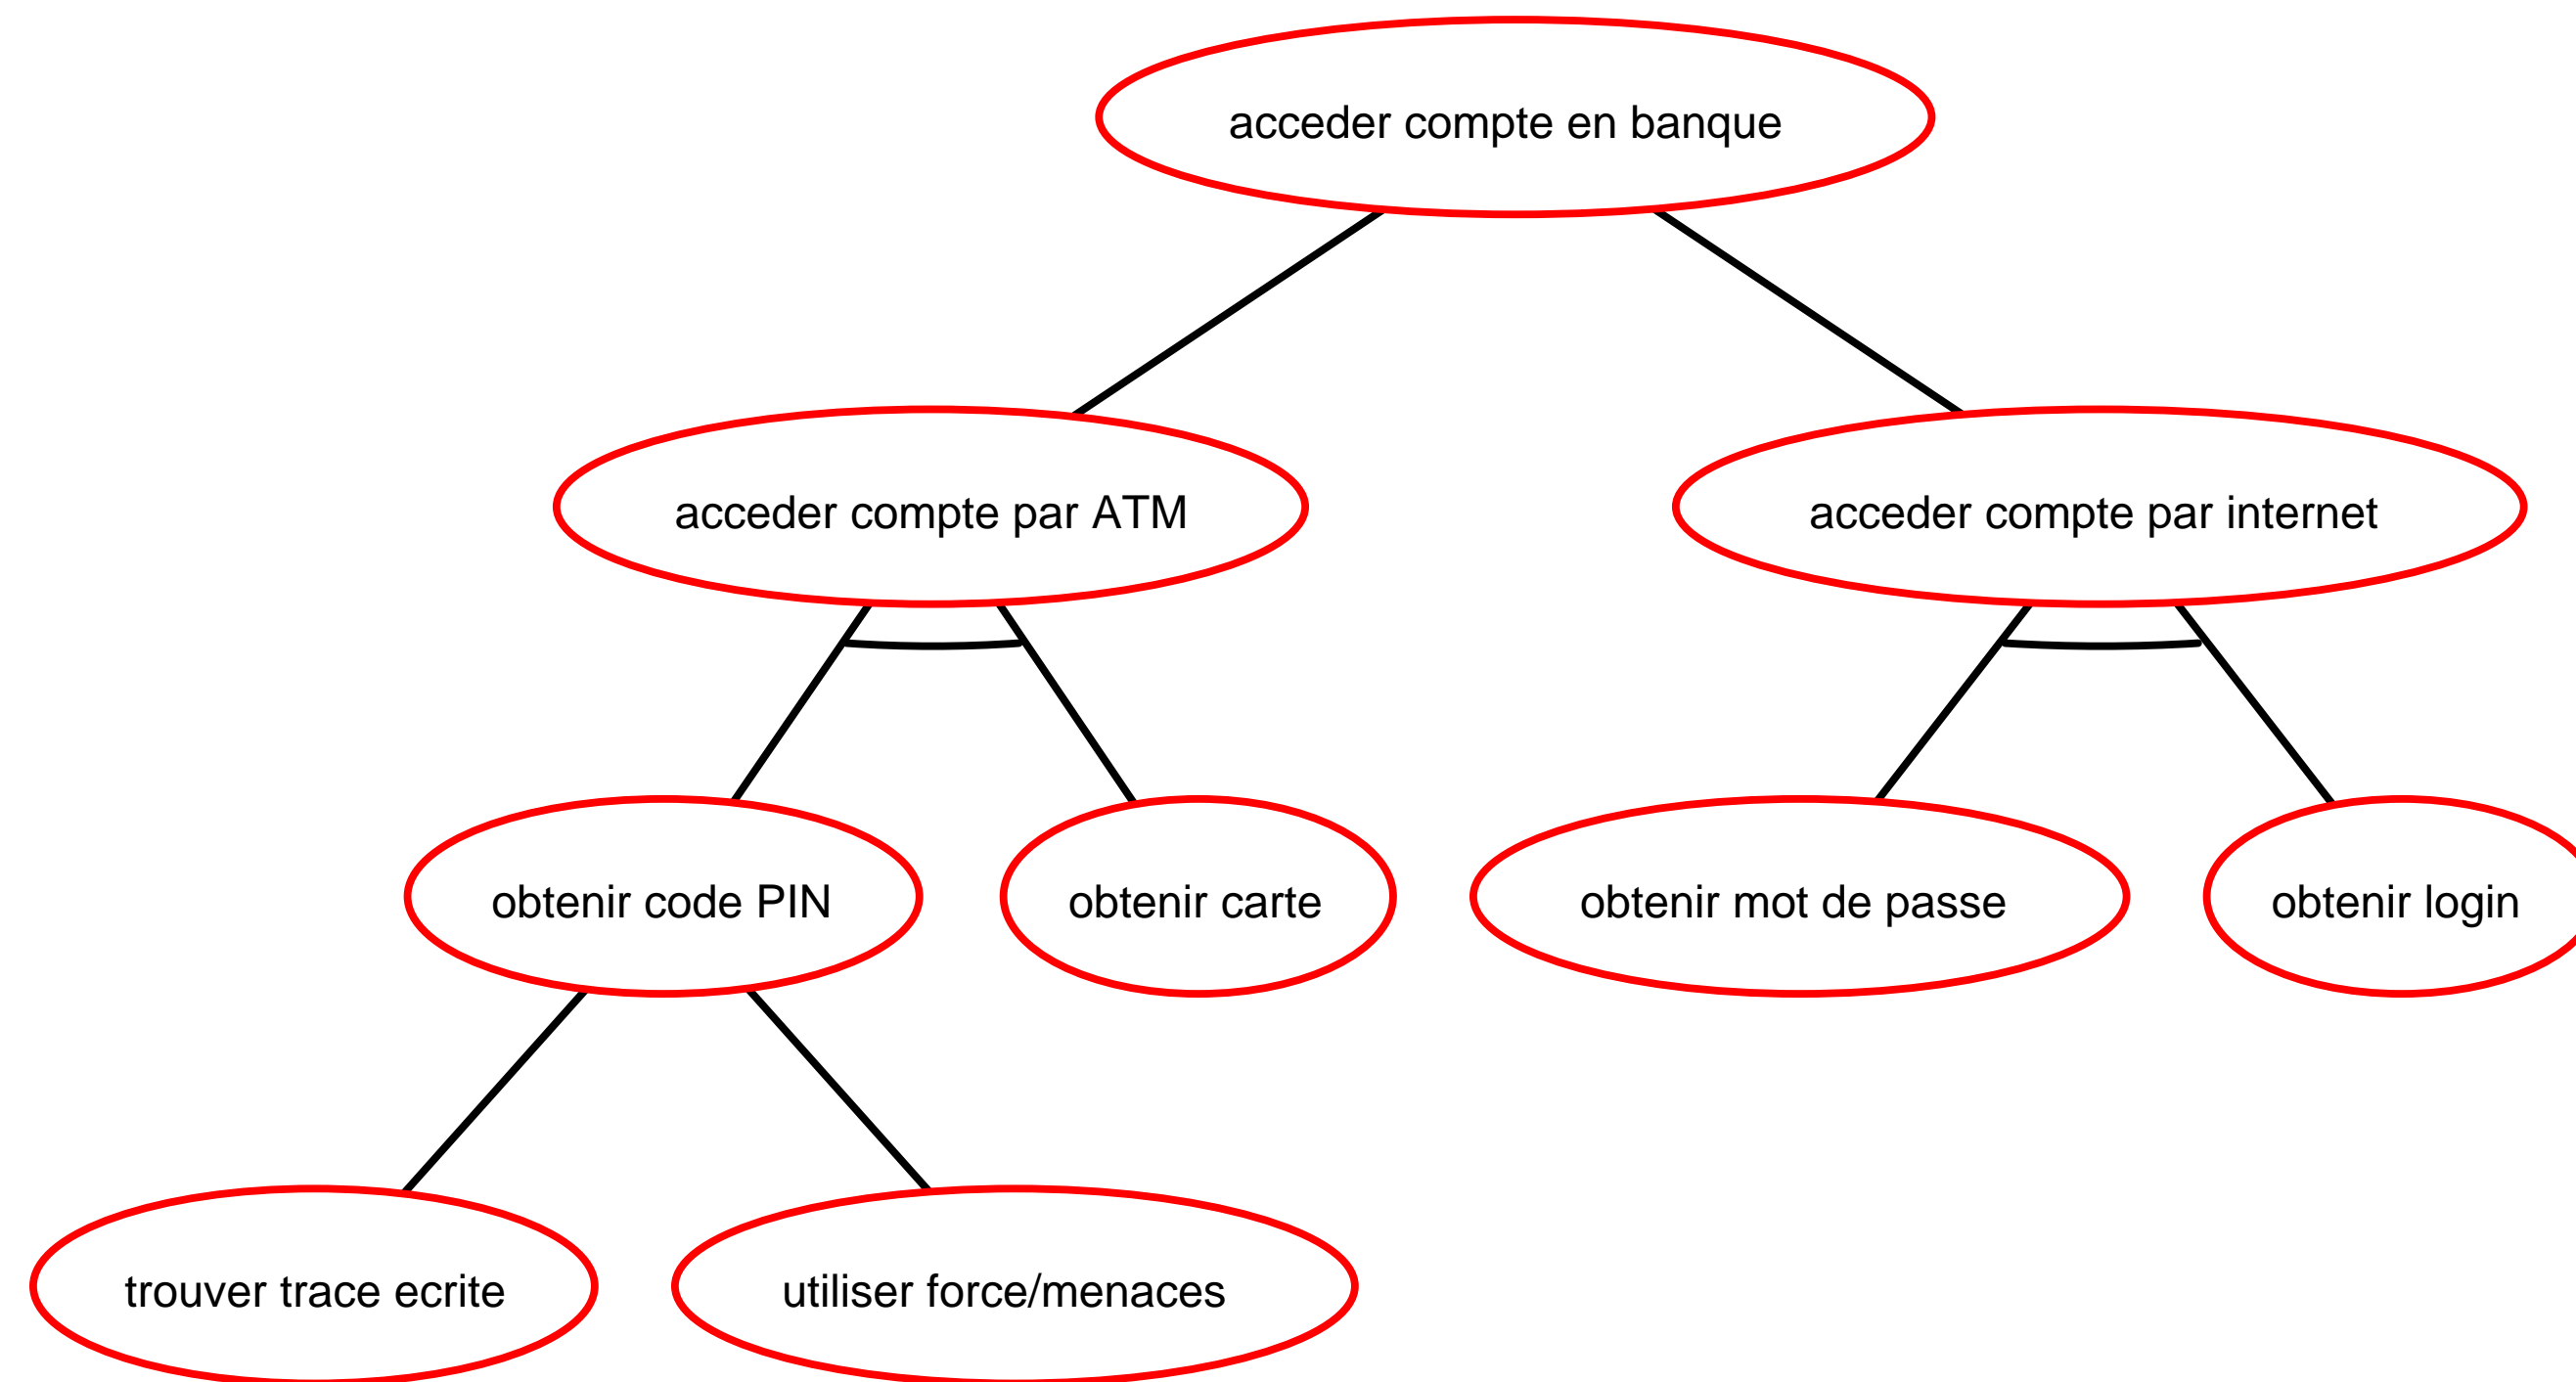 acceder compte en banque
acceder compte par ATM
acceder compte par internet
obtenir code PIN
obtenir carte
obtenir mot de passe
obtenir login
trouver trace ecrite
utiliser force/menaces